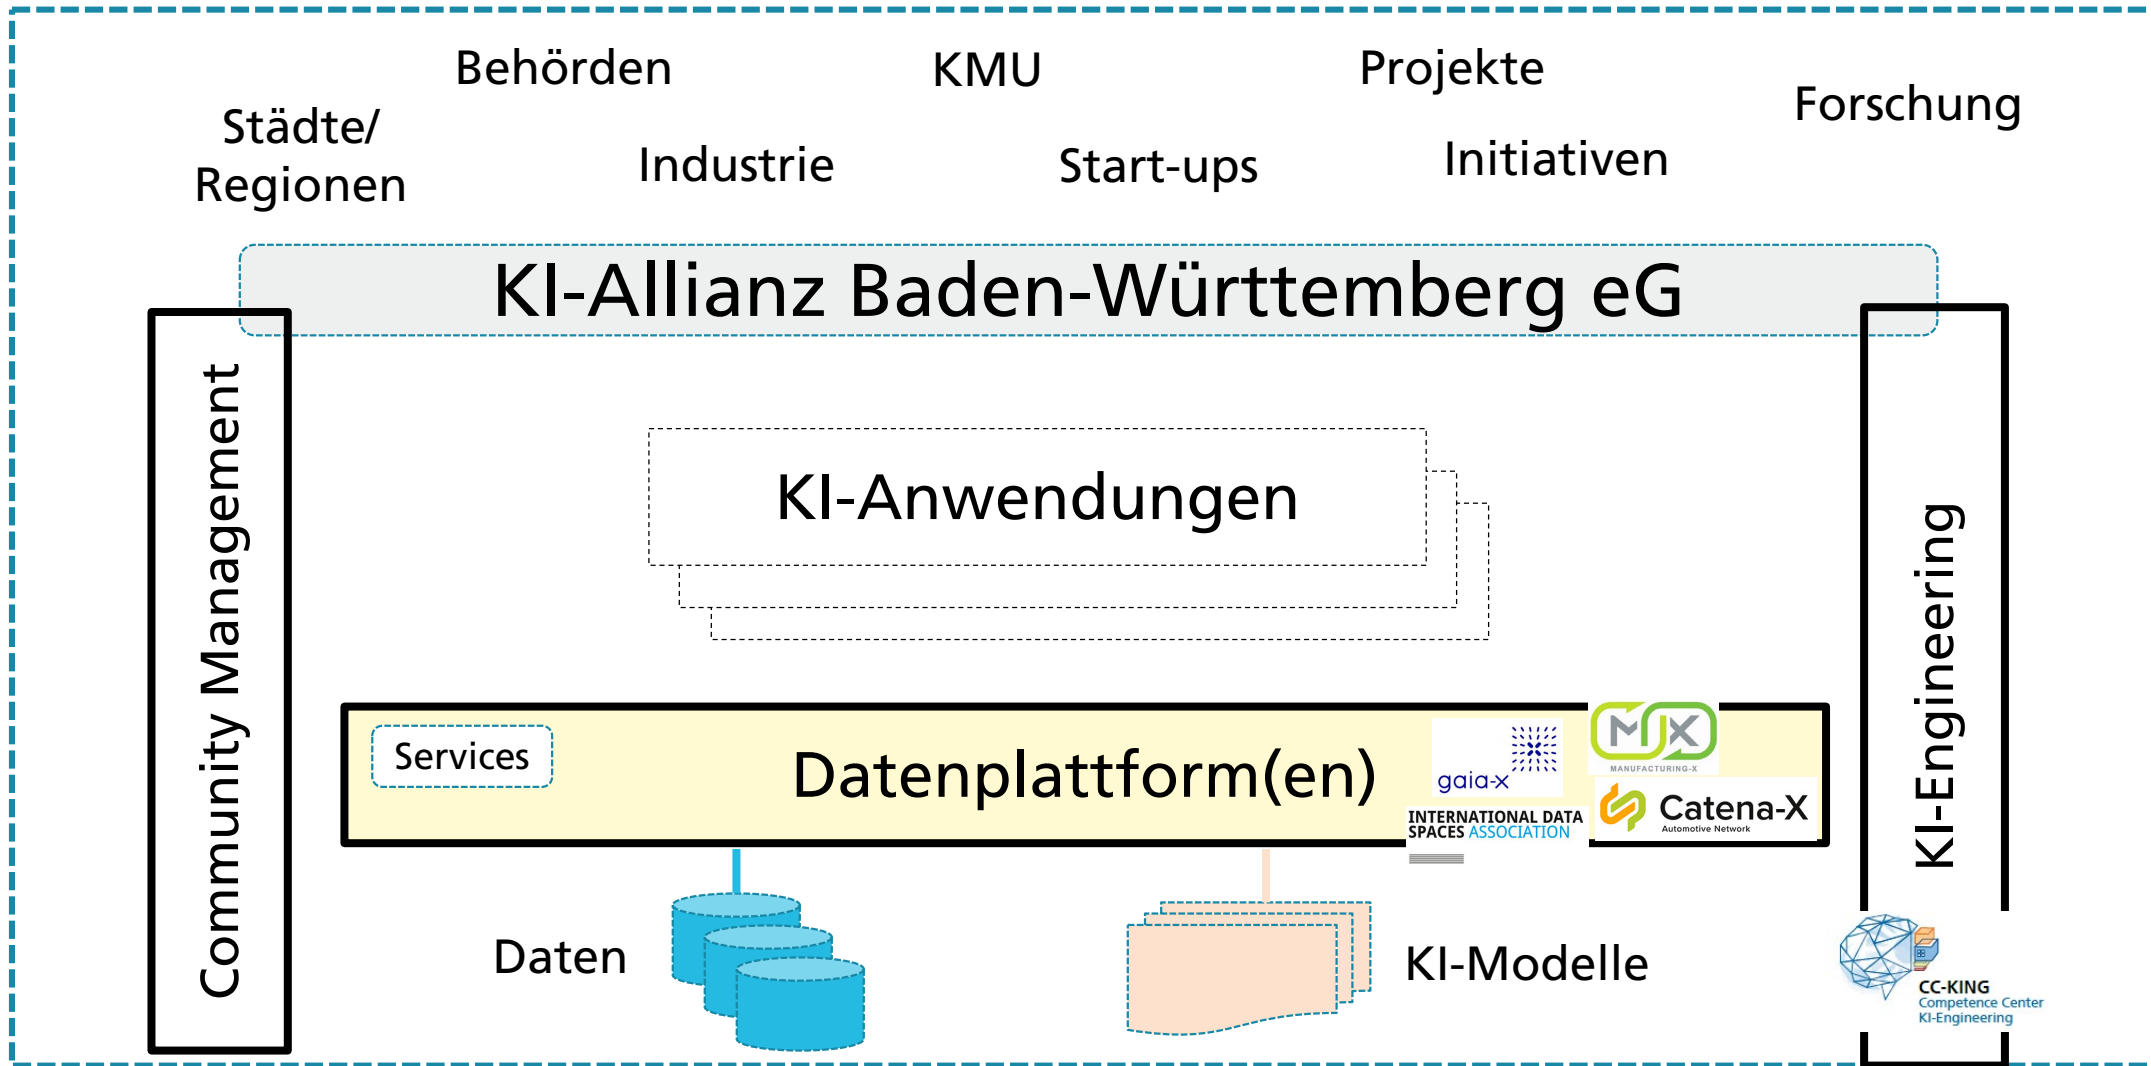 Behörden
KMU
Projekte
Forschung
Städte/
Regionen
Industrie
Start-ups
Initiativen
KI-Allianz Baden-Württemberg eG
Community Management
KI-Anwendungen
KI-Engineering
Services
Datenplattform(en)
gaia-x
MX
MANUFACTURING-X
INTERNATIONAL DATA
SPACES ASSOCIATION
Catena-X
Automotive Network
Daten
KI-Modelle
CC-KING
Competence Center
KI-Engineering